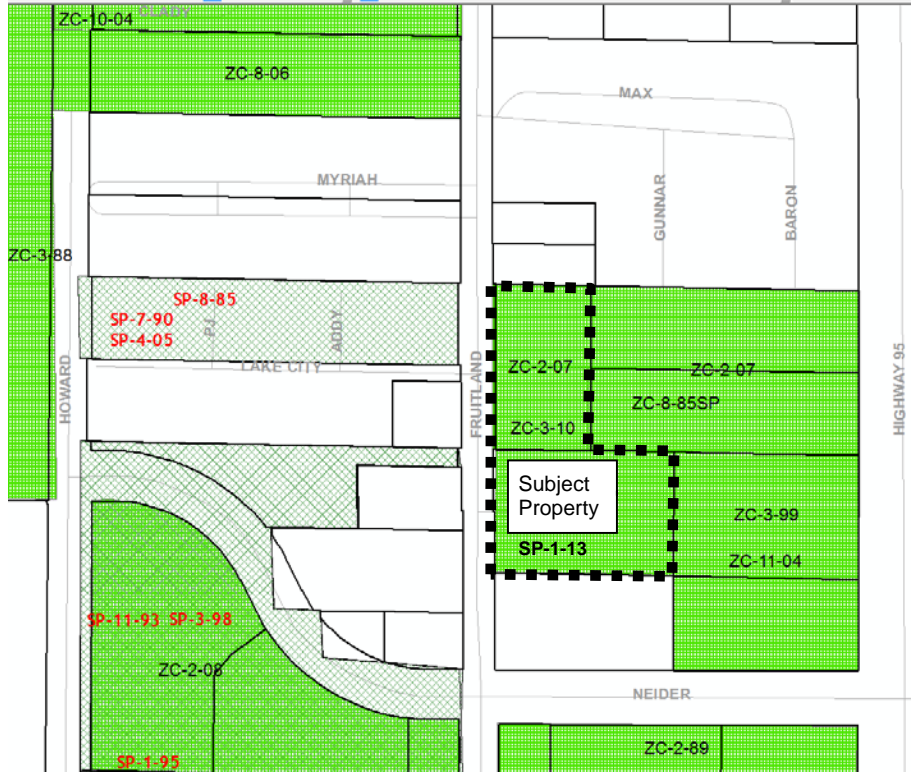 GLADY
ZC-10-04
ZC-8-06
MAX
MYRIAH
GUNNAR
BARON
ZC-3-88
SP-8-85
SP-7-90
SP-4-05
PJ
ADDY
LAKE CITY
HOWARD
FRUITLAND
HIGHWAY 95
ZC-2-07
ZC-2-07
ZC-8-85SP
ZC-3-10
Subject
Property
SP-1-13
ZC-3-99
ZC-11-04
SP-11-93 SP-3-98
ZC-2-08
NEIDER
ZC-2-89
SP-1-95